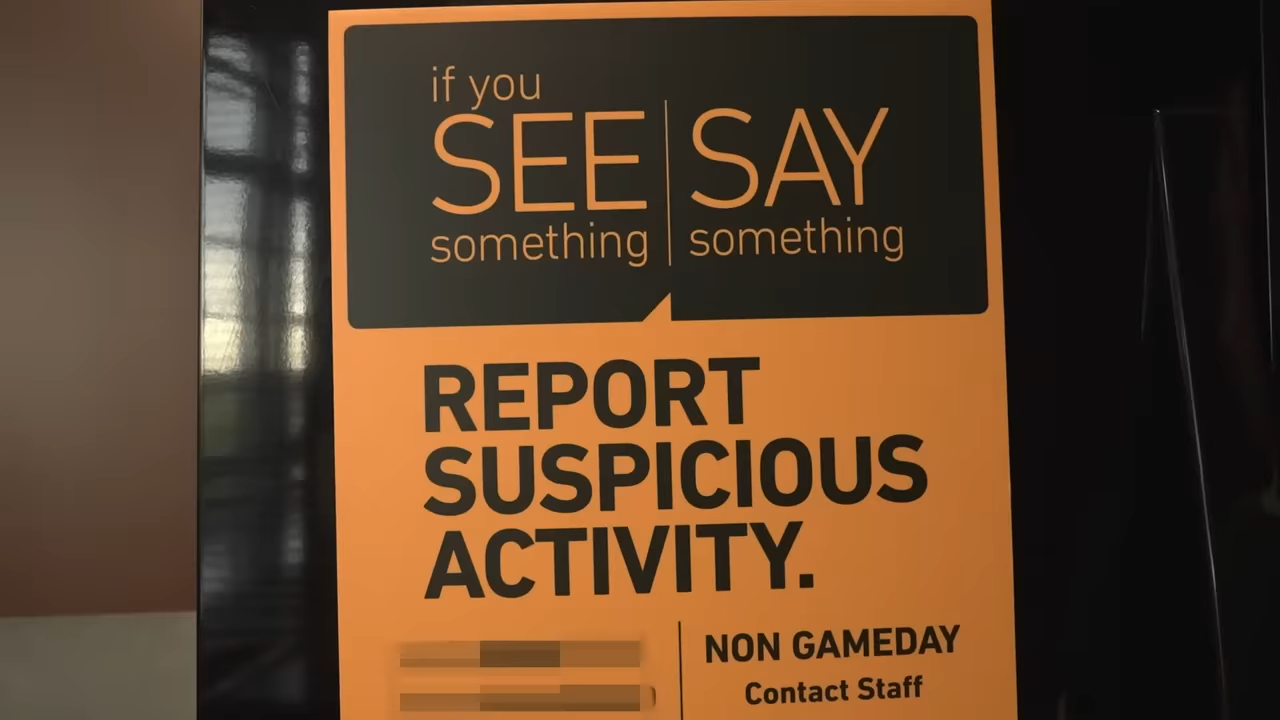 if you
SEE SAY
something something
REPORT
SUSPICIOUS
ACTIVITY.
NON GAMEDAY
Contact Staff